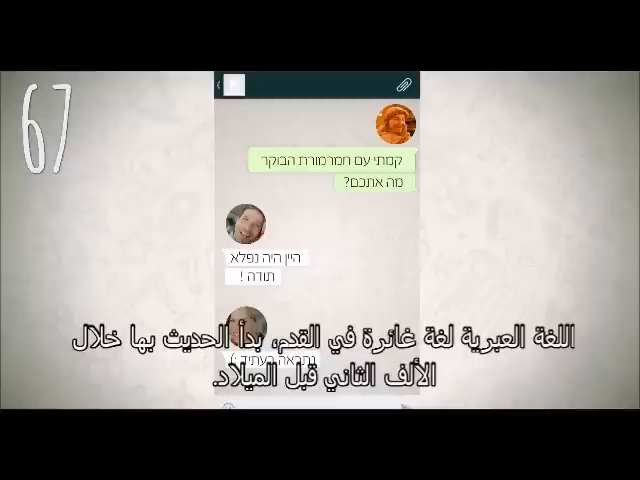 67
קמתי עם חמרמורת הבוקר
מה אתכם?
היין היה נפלא
תודה !
נתראה בעתיד :)
اللغة العبرية لغة غائرة في القدم، بدأ الحديث بها خلال
الألف الثاني قبل الميلاد.